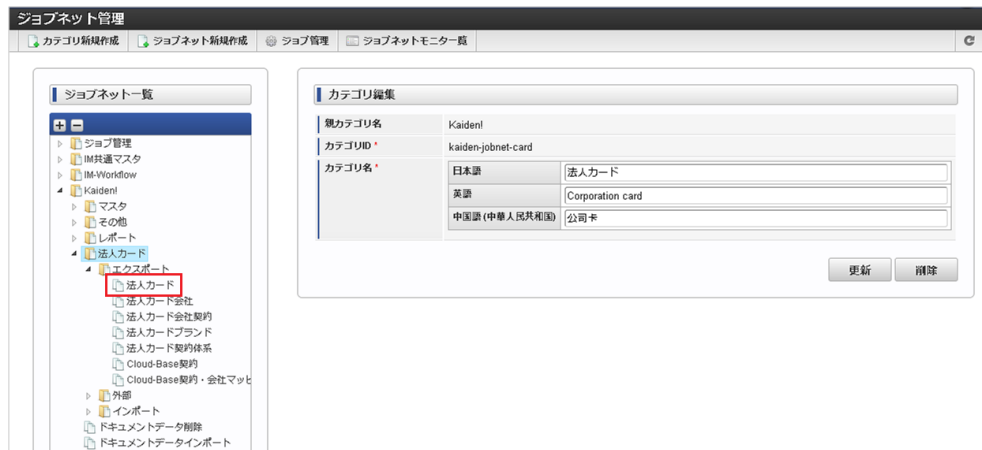 ジョブネット管理
カテゴリ新規作成 ジョブネット新規作成 ジョブ管理 ジョブネットモニタ一覧
ジョブネット一覧
ジョブ管理
IM共通マスタ
IM-Workflow
Kaiden!
マスタ
その他
レポート
法人カード
エクスポート
法人カード
法人カード会社
法人カード会社契約
法人カードブランド
法人カード契約体系
Cloud-Base契約
Cloud-Base契約・会社マッピ
外部
インポート
ドキュメントデータ削除
ドキュメントデータインポート
カテゴリ編集
親カテゴリ名 Kaiden!
カテゴリID * kaiden-jobnet-card
カテゴリ名 *
日本語 法人カード
英語 Corporation card
中国語 (中華人民共和国) 公司卡
更新 削除